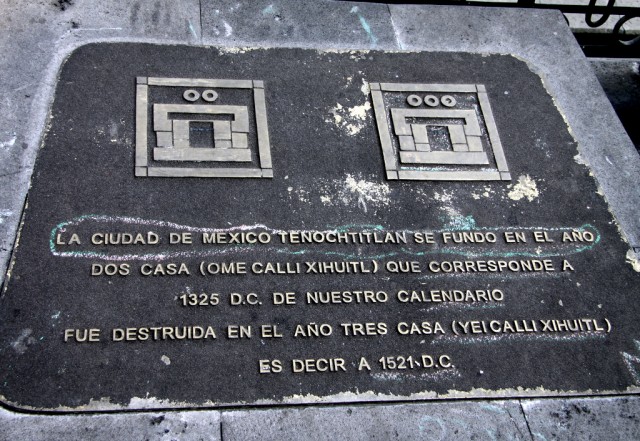 LA CIUDAD DE MEXICO TENOCHTITLAN SE FUNDO EN EL AÑO
DOS CASA (OME CALLI XIHUITL) QUE CORRESPONDE A
1325 D.C. DE NUESTRO CALENDARIO
FUE DESTRUIDA EN EL AÑO TRES CASA (YEI CALLI XIHUITL)
ES DECIR A 1521 D.C.